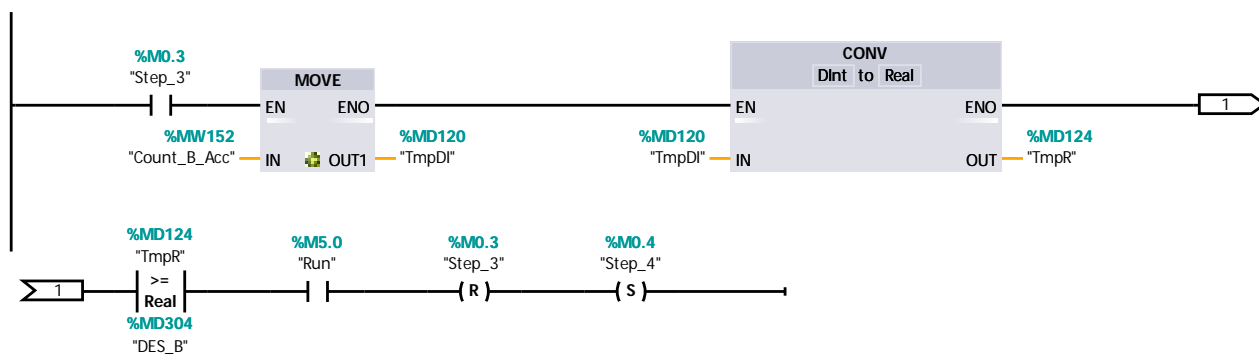 %M0.3
"Step_3"
MOVE
EN ENO
%MW152
"Count_B_Acc" IN OUT1 "TmpDI"
%MD120
CONV
DInt to Real
EN ENO
%MD120
"TmpDI" IN OUT "TmpR"
%MD124
1
1
%MD124
"TmpR"
>=
Real
%MD304
"DES_B"
%M5.0
"Run"
%M0.3
"Step_3"
R
%M0.4
"Step_4"
S